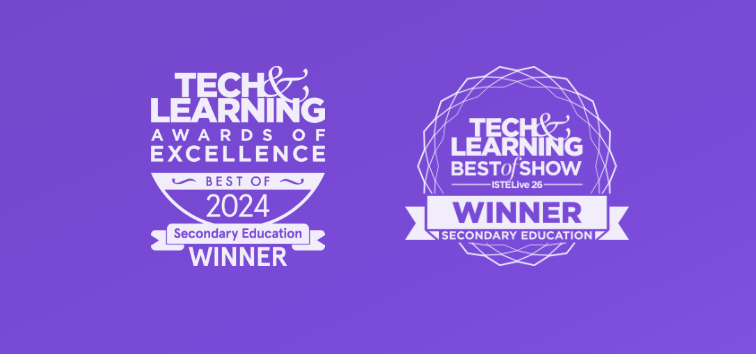 TECH&
LEARNING
AWARDS OF
EXCELLENCE
BEST OF
2024
Secondary Education
WINNER
TECH&
LEARNING
BEST of SHOW
ISTELive 26
WINNER
SECONDARY EDUCATION